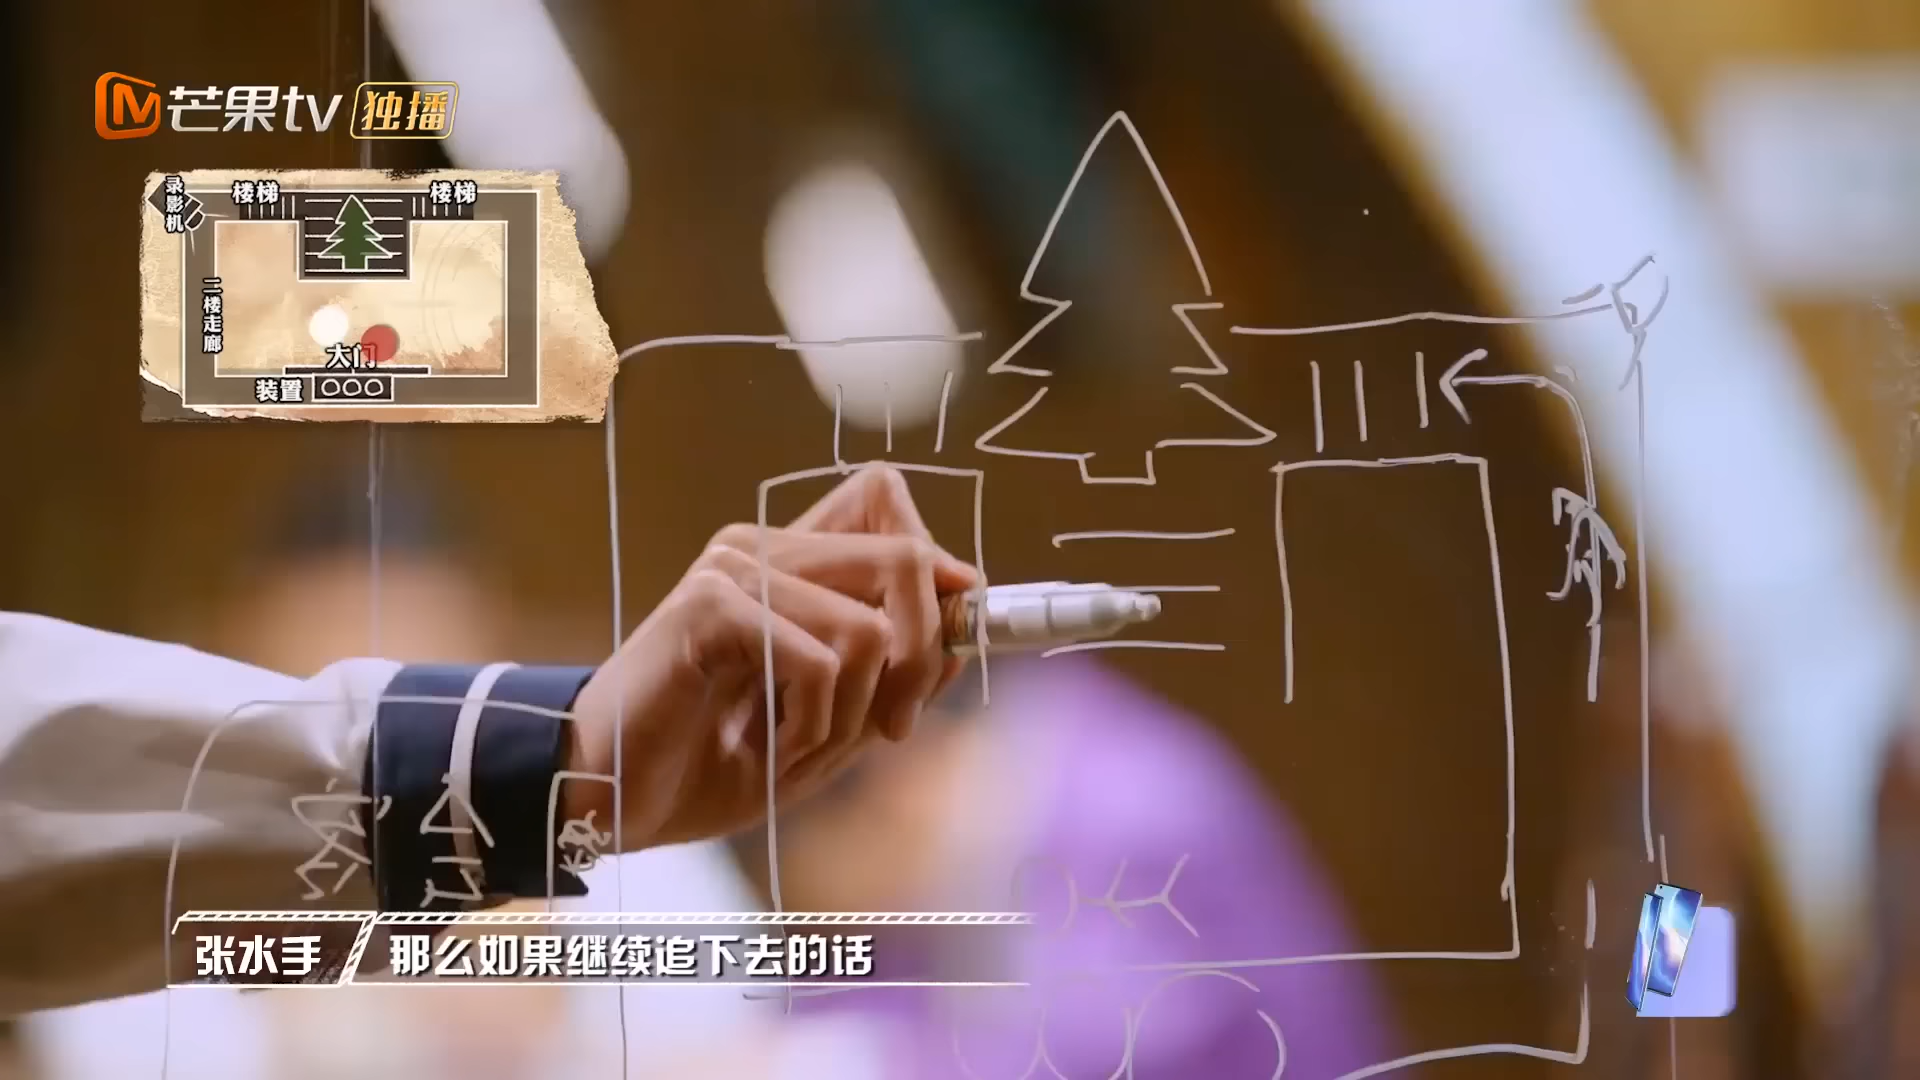 芒果tv 独播
录影机
楼梯 楼梯
二楼走廊
大门
装置
张水手 那么如果继续追下去的话